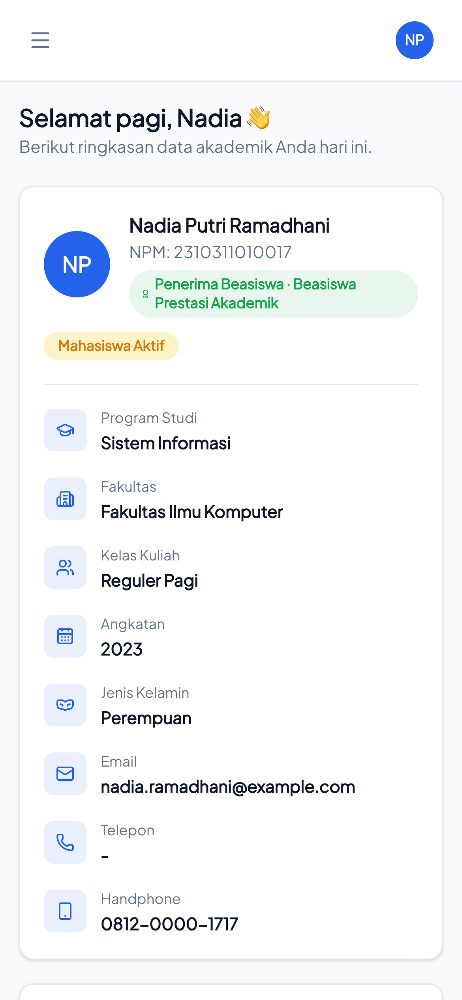 NP
Selamat pagi, Nadia 👋
Berikut ringkasan data akademik Anda hari ini.
NP
Nadia Putri Ramadhani
NPM: 2310311010017
Penerima Beasiswa · Beasiswa
Prestasi Akademik
Mahasiswa Aktif
Program Studi
Sistem Informasi
Fakultas
Fakultas Ilmu Komputer
Kelas Kuliah
Reguler Pagi
Angkatan
2023
Jenis Kelamin
Perempuan
Email
nadia.ramadhani@example.com
Telepon
-
Handphone
0812-0000-1717